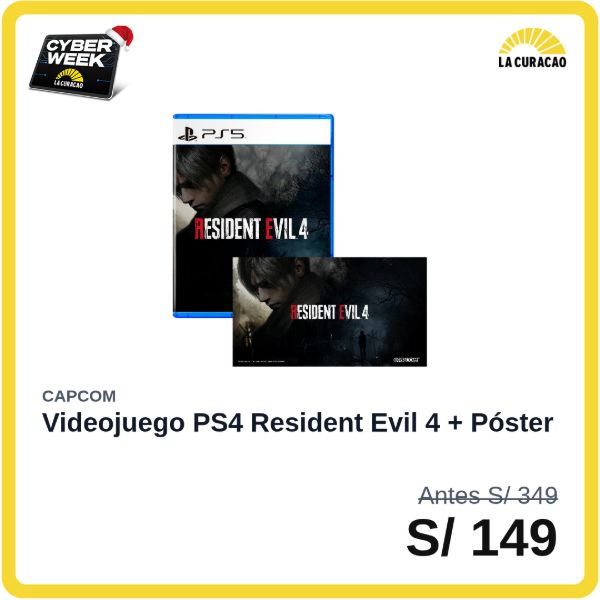 CYBER
WEEK
LA CURACAO
LA CURACAO
PS5
RESIDENT EVIL 4
RESIDENT EVIL 4
CAPCOM
CAPCOM
Videojuego PS4 Resident Evil 4 + Póster
Antes S/ 349
S/ 149